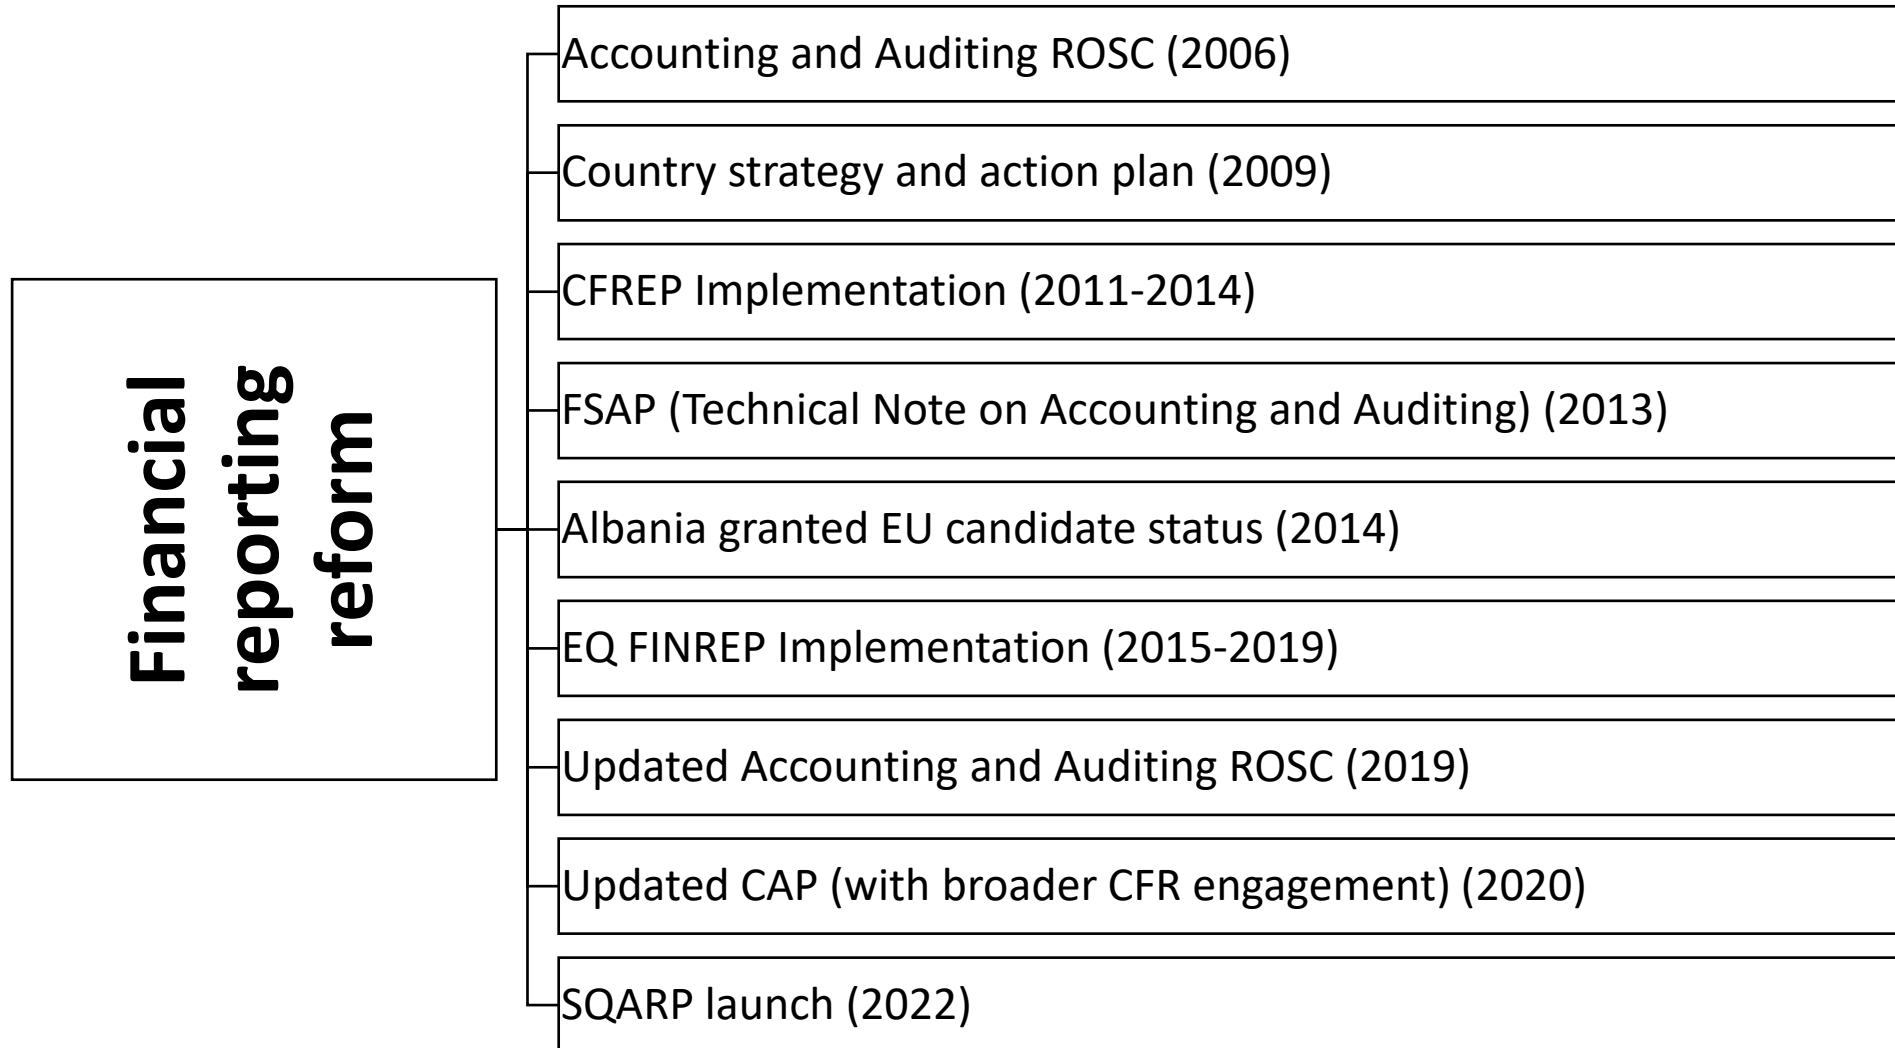 Financial
reporting
reform
Accounting and Auditing ROSC (2006)
Country strategy and action plan (2009)
CFREP Implementation (2011-2014)
FSAP (Technical Note on Accounting and Auditing) (2013)
Albania granted EU candidate status (2014)
EQ FINREP Implementation (2015-2019)
Updated Accounting and Auditing ROSC (2019)
Updated CAP (with broader CFR engagement) (2020)
SQARP launch (2022)